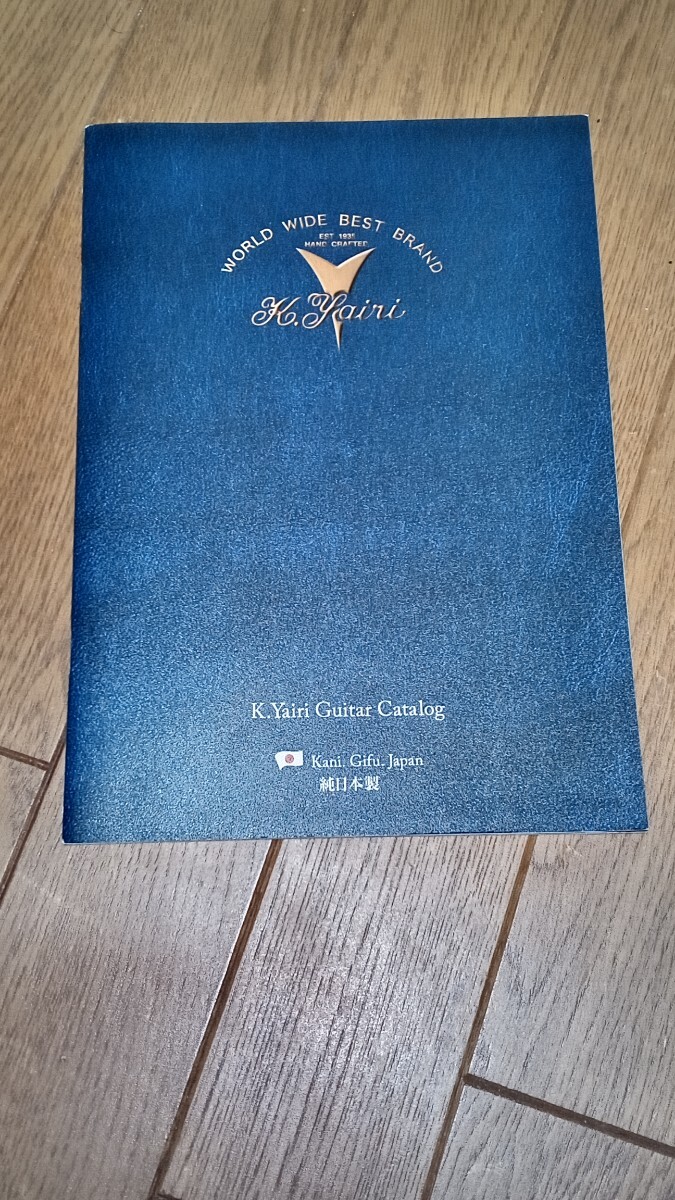 WORLD WIDE BEST BRAND
EST 1935
HAND CRAFTED
K.Yairi
K.Yairi Guitar Catalog
Kani. Gifu. Japan
純日本製